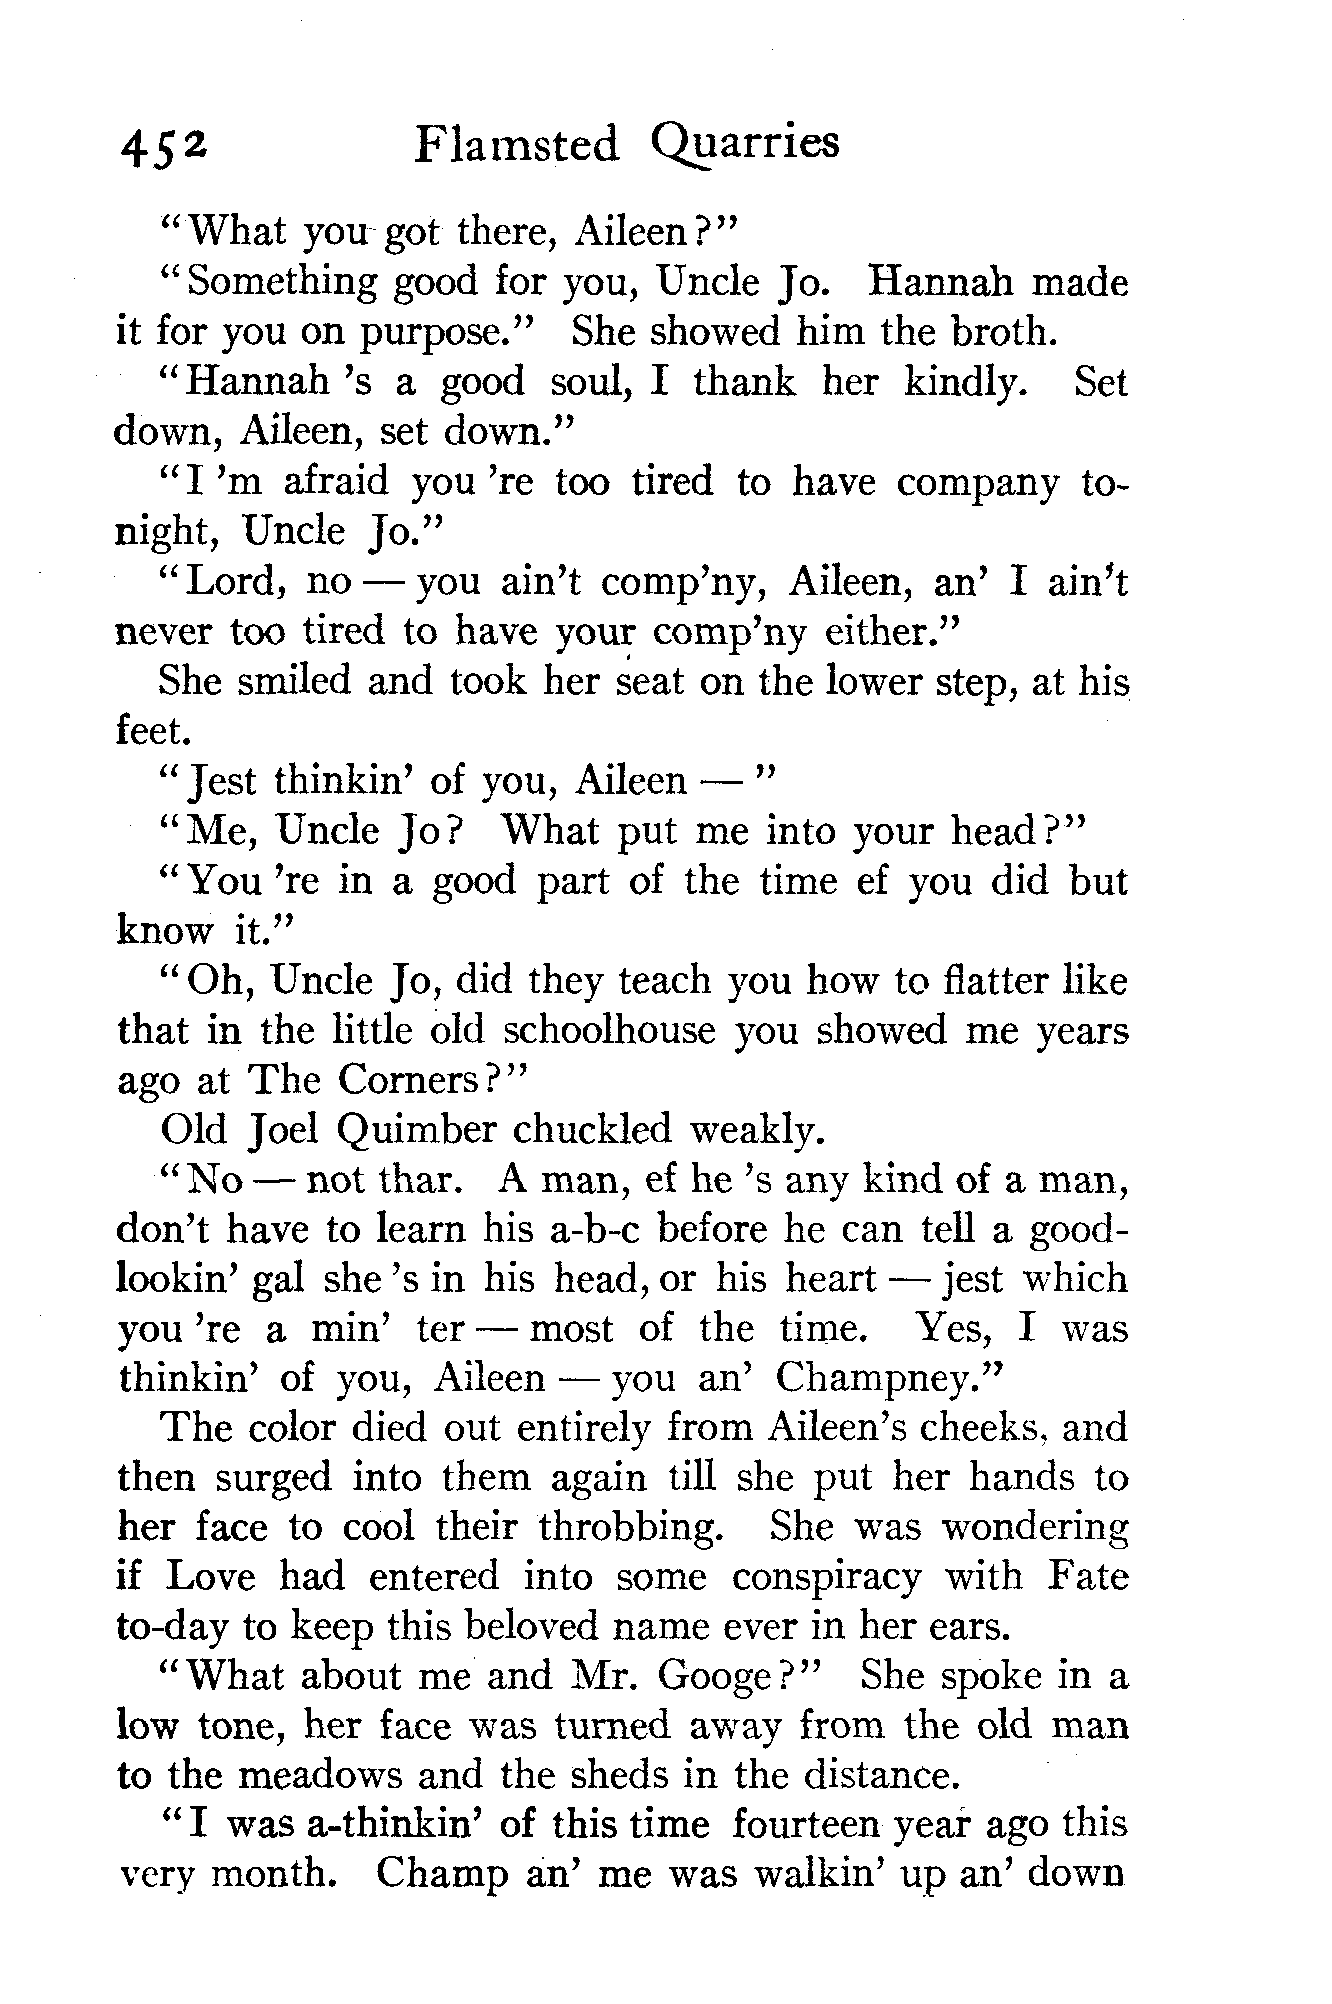 452 Flamsted Quarries
"What you got there, Aileen?"
"Something good for you, Uncle Jo. Hannah made
it for you on purpose." She showed him the broth.
"Hannah 's a good soul, I thank her kindly. Set
down, Aileen, set down."
"I 'm afraid you 're too tired to have company to-
night, Uncle Jo."
"Lord, no — you ain't comp'ny, Aileen, an' I ain't
never too tired to have your comp'ny either."
She smiled and took her seat on the lower step, at his
feet.
"Jest thinkin' of you, Aileen — "
"Me, Uncle Jo? What put me into your head?"
"You 're in a good part of the time ef you did but
know it."
"Oh, Uncle Jo, did they teach you how to flatter like
that in the little old schoolhouse you showed me years
ago at The Corners?"
Old Joel Quimber chuckled weakly.
"No — not thar. A man, ef he 's any kind of a man,
don't have to learn his a-b-c before he can tell a good-
lookin' gal she 's in his head, or his heart — jest which
you 're a min' ter — most of the time. Yes, I was
thinkin' of you, Aileen — you an' Champney."
The color died out entirely from Aileen's cheeks, and
then surged into them again till she put her hands to
her face to cool their throbbing. She was wondering
if Love had entered into some conspiracy with Fate
to-day to keep this beloved name ever in her ears.
"What about me and Mr. Googe?" She spoke in a
low tone, her face was turned away from the old man
to the meadows and the sheds in the distance.
"I was a-thinkin' of this time fourteen year ago this
very month. Champ an' me was walkin' up an' down